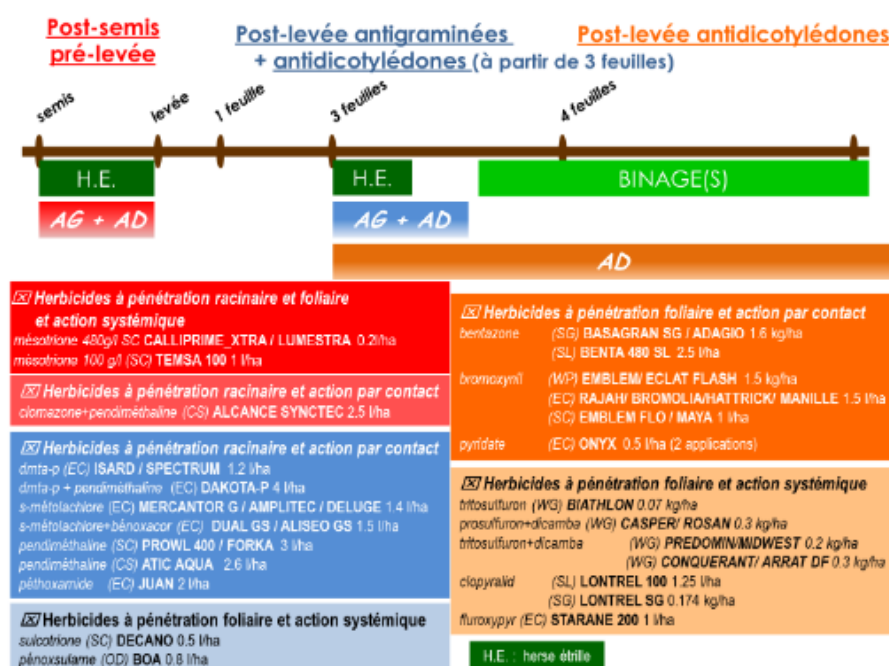 Post-semis
pré-levée
Post-levée antigraminées
+ antidicotylédones (à partir de 3 feuilles)
Post-levée antidicotylédones
semis
levée
1 feuille
3 feuilles
4 feuilles
H.E.
H.E.
BINAGE(S)
AG + AD
AG + AD
AD
☒ Herbicides à pénétration racinaire et foliaire
et action systémique
mésotrione 480g/l SC CALLIPRIME_XTRA / LUMESTRA 0.2l/ha
mésotrione 100 g/l (SC) TEMSA 100 1 l/ha
☒ Herbicides à pénétration racinaire et action par contact
clomazone+pendiméthaline (CS) ALCANCE SYNCTEC 2.5 l/ha
☒ Herbicides à pénétration racinaire et action par contact
dmta-p (EC) ISARD / SPECTRUM 1.2 l/ha
dmta-p + pendiméthaline (EC) DAKOTA-P 4 l/ha
s-métolachlore (EC) MERCANTOR G / AMPLITEC / DELUGE 1.4 l/ha
s-métolachlore+bénoxacor (EC) DUAL GS / ALISEO GS 1.5 l/ha
pendiméthaline (SC) PROWL 400 / FORKA 3 l/ha
pendiméthaline (CS) ATIC AQUA 2.6 l/ha
péthoxamide (EC) JUAN 2 l/ha
☒ Herbicides à pénétration foliaire et action systémique
sulcotrione (SC) DECANO 0.5 l/ha
pénoxsulame (OD) BOA 0.8 l/ha
☒ Herbicides à pénétration foliaire et action par contact
bentazone (SG) BASAGRAN SG / ADAGIO 1.6 kg/ha
(SL) BENTA 480 SL 2.5 l/ha
bromoxynil (WP) EMBLEM/ ECLAT FLASH 1.5 kg/ha
(EC) RAJAH/ BROMOLIA/HATTRICK/ MANILLE 1.5 l/ha
(SC) EMBLEM FLO / MAYA 1 l/ha
pyridate (EC) ONYX 0.5 l/ha (2 applications)
☒ Herbicides à pénétration foliaire et action systémique
tritosulfuron (WG) BIATHLON 0.07 kg/ha
prosulfuron+dicamba (WG) CASPER/ ROSAN 0.3 kg/ha
tritosulfuron+dicamba (WG) PREDOMIN/MIDWEST 0.2 kg/ha
(WG) CONQUERANT/ ARRAT DF 0.3 kg/ha
clopyralid (SL) LONTREL 100 1.25 l/ha
(SG) LONTREL SG 0.174 kg/ha
fluroxypyr (EC) STARANE 200 1 l/ha
H.E. : herse étrille